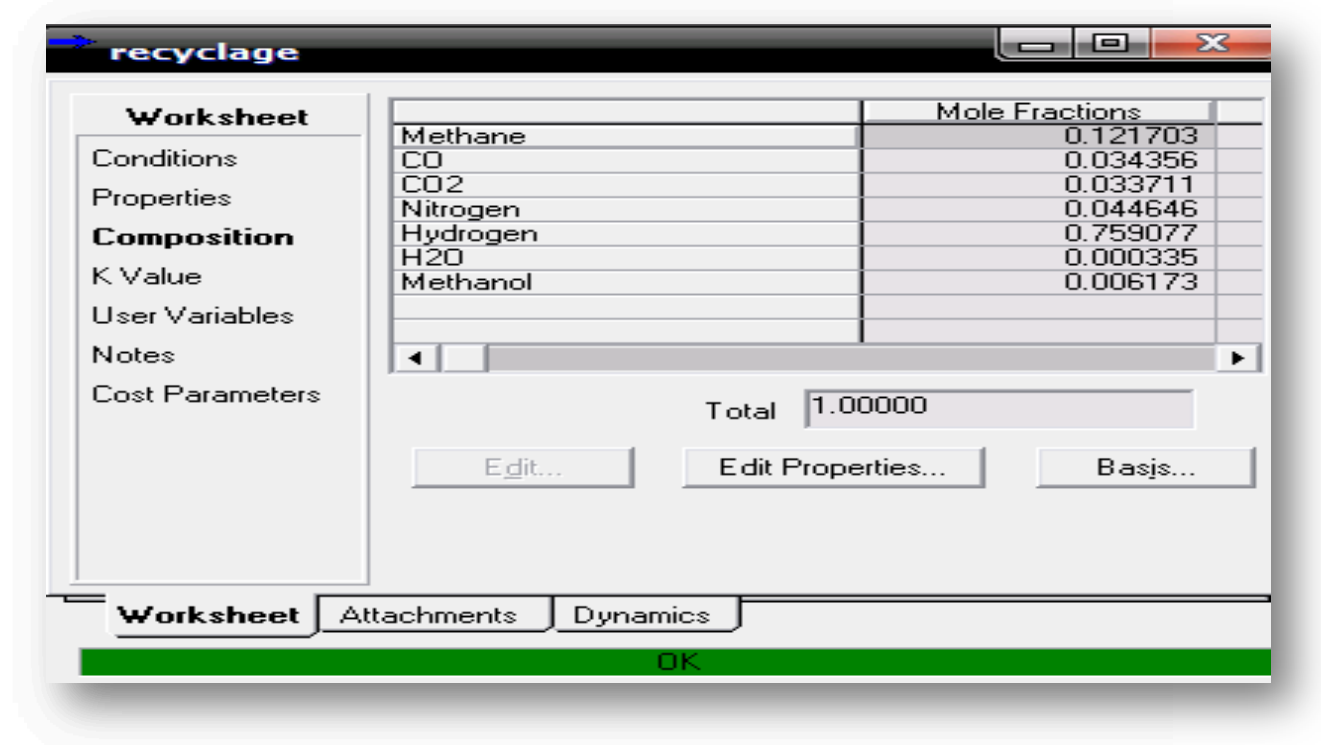 recyclage
Worksheet
Conditions
Properties
Composition
K Value
User Variables
Notes
Cost Parameters
Mole Fractions
Methane 0.121703
CO 0.034356
CO2 0.033711
Nitrogen 0.044646
Hydrogen 0.759077
H2O 0.000335
Methanol 0.006173
Total 1.00000
Edit... Edit Properties... Basis...
Worksheet Attachments Dynamics
OK